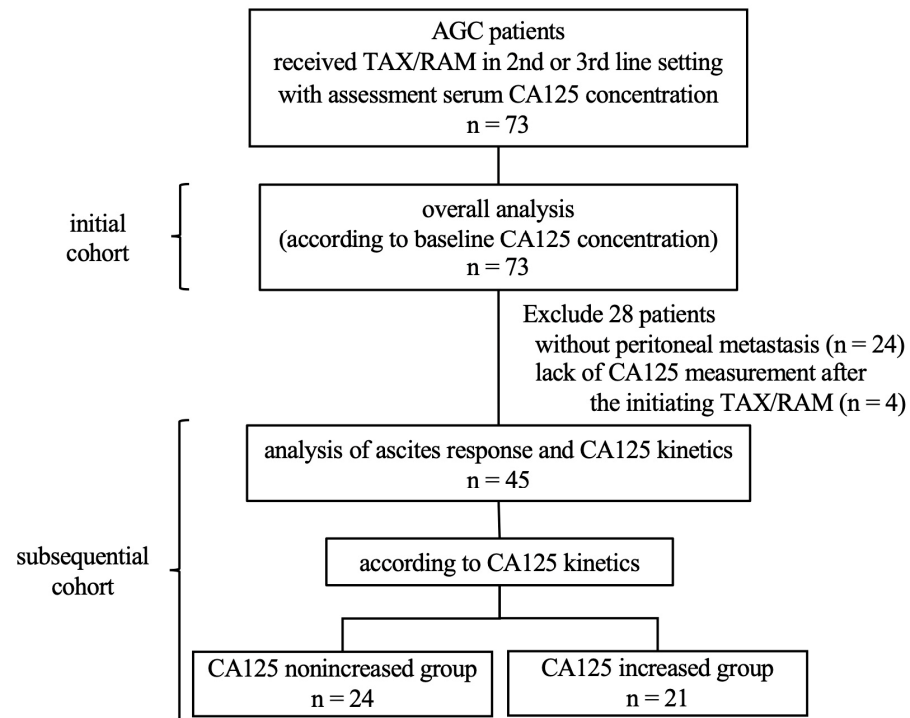 AGC patients
received TAX/RAM in 2nd or 3rd line setting
with assessment serum CA125 concentration
n = 73
initial
cohort
overall analysis
(according to baseline CA125 concentration)
n = 73
Exclude 28 patients
without peritoneal metastasis (n = 24)
lack of CA125 measurement after
the initiating TAX/RAM (n = 4)
subsequential
cohort
analysis of ascites response and CA125 kinetics
n = 45
according to CA125 kinetics
CA125 nonincreased group
n = 24
CA125 increased group
n = 21